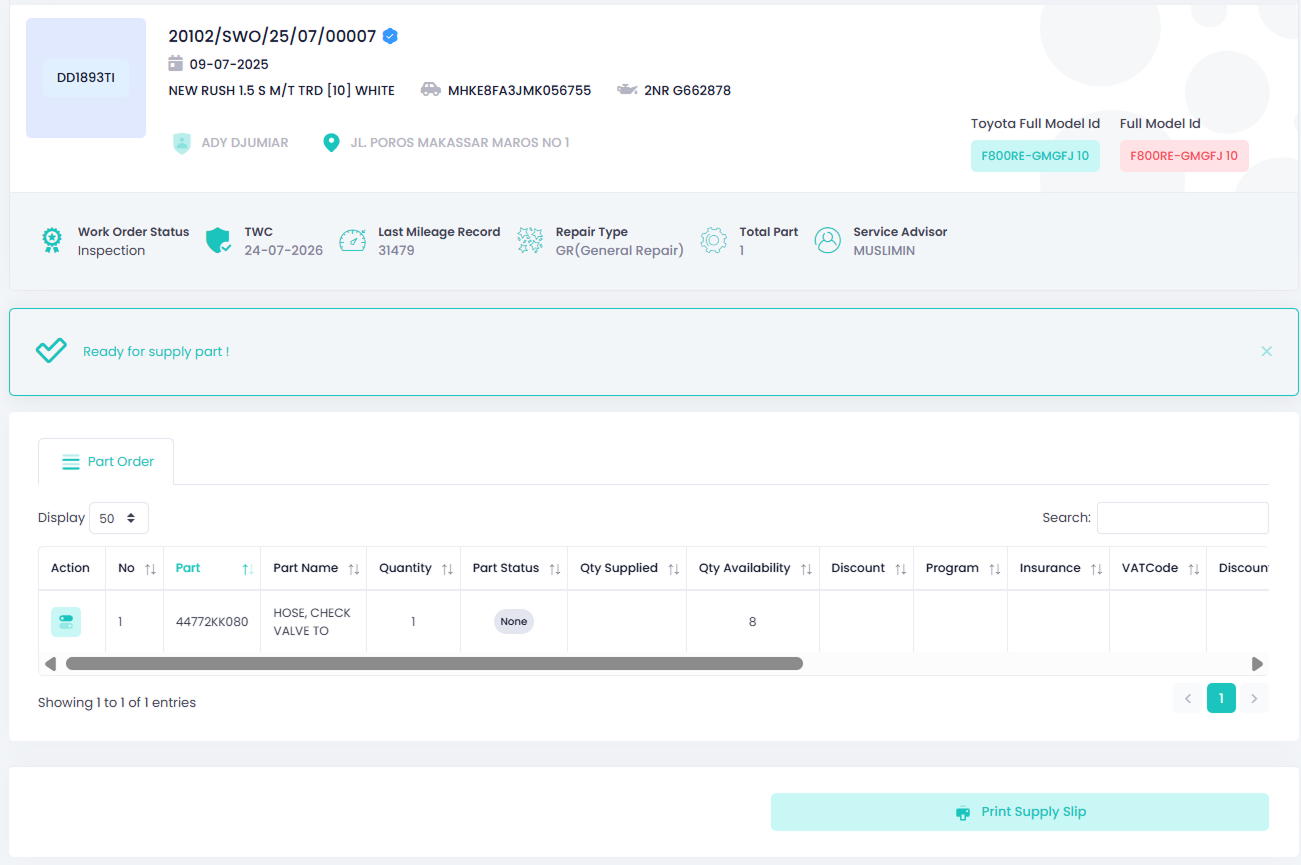 DD1893TI
20102/SWO/25/07/00007
09-07-2025
NEW RUSH 1.5 S M/T TRD [10] WHITE MHKE8FA3JMK056755 2NR G662878
ADY DJUMIAR JL. POROS MAKASSAR MAROS NO 1
Toyota Full Model Id Full Model Id
F800RE-GMGFJ 10 F800RE-GMGFJ 10
Work Order Status TWC Last Mileage Record Repair Type Total Part Service Advisor
Inspection 24-07-2026 31479 GR(General Repair) 1 MUSLIMIN
Ready for supply part !
Part Order
Display 50 Search:
Action No Part Part Name Quantity Part Status Qty Supplied Qty Availability Discount Program Insurance VATCode Discoun
1 44772KK080 HOSE, CHECK 1 None 8
VALVE TO
Showing 1 to 1 of 1 entries
1
Print Supply Slip